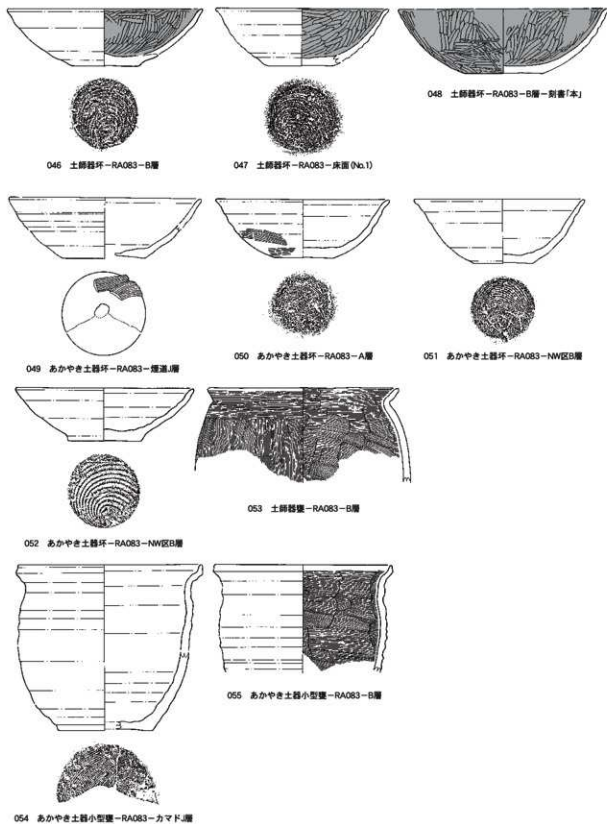 046 土師器坏-RA083-B層
047 土師器坏-RA083-床面(No.1)
048 土師器坏-RA083-B層-刻書「本」
049 あかやき土器坏-RA083-煙道J層
050 あかやき土器坏-RA083-A層
051 あかやき土器坏-RA083-NW区B層
052 あかやき土器坏-RA083-NW区B層
053 土師器甕-RA083-B層
054 あかやき土器小型甕-RA083-カマドJ層
055 あかやき土器小型甕-RA083-B層